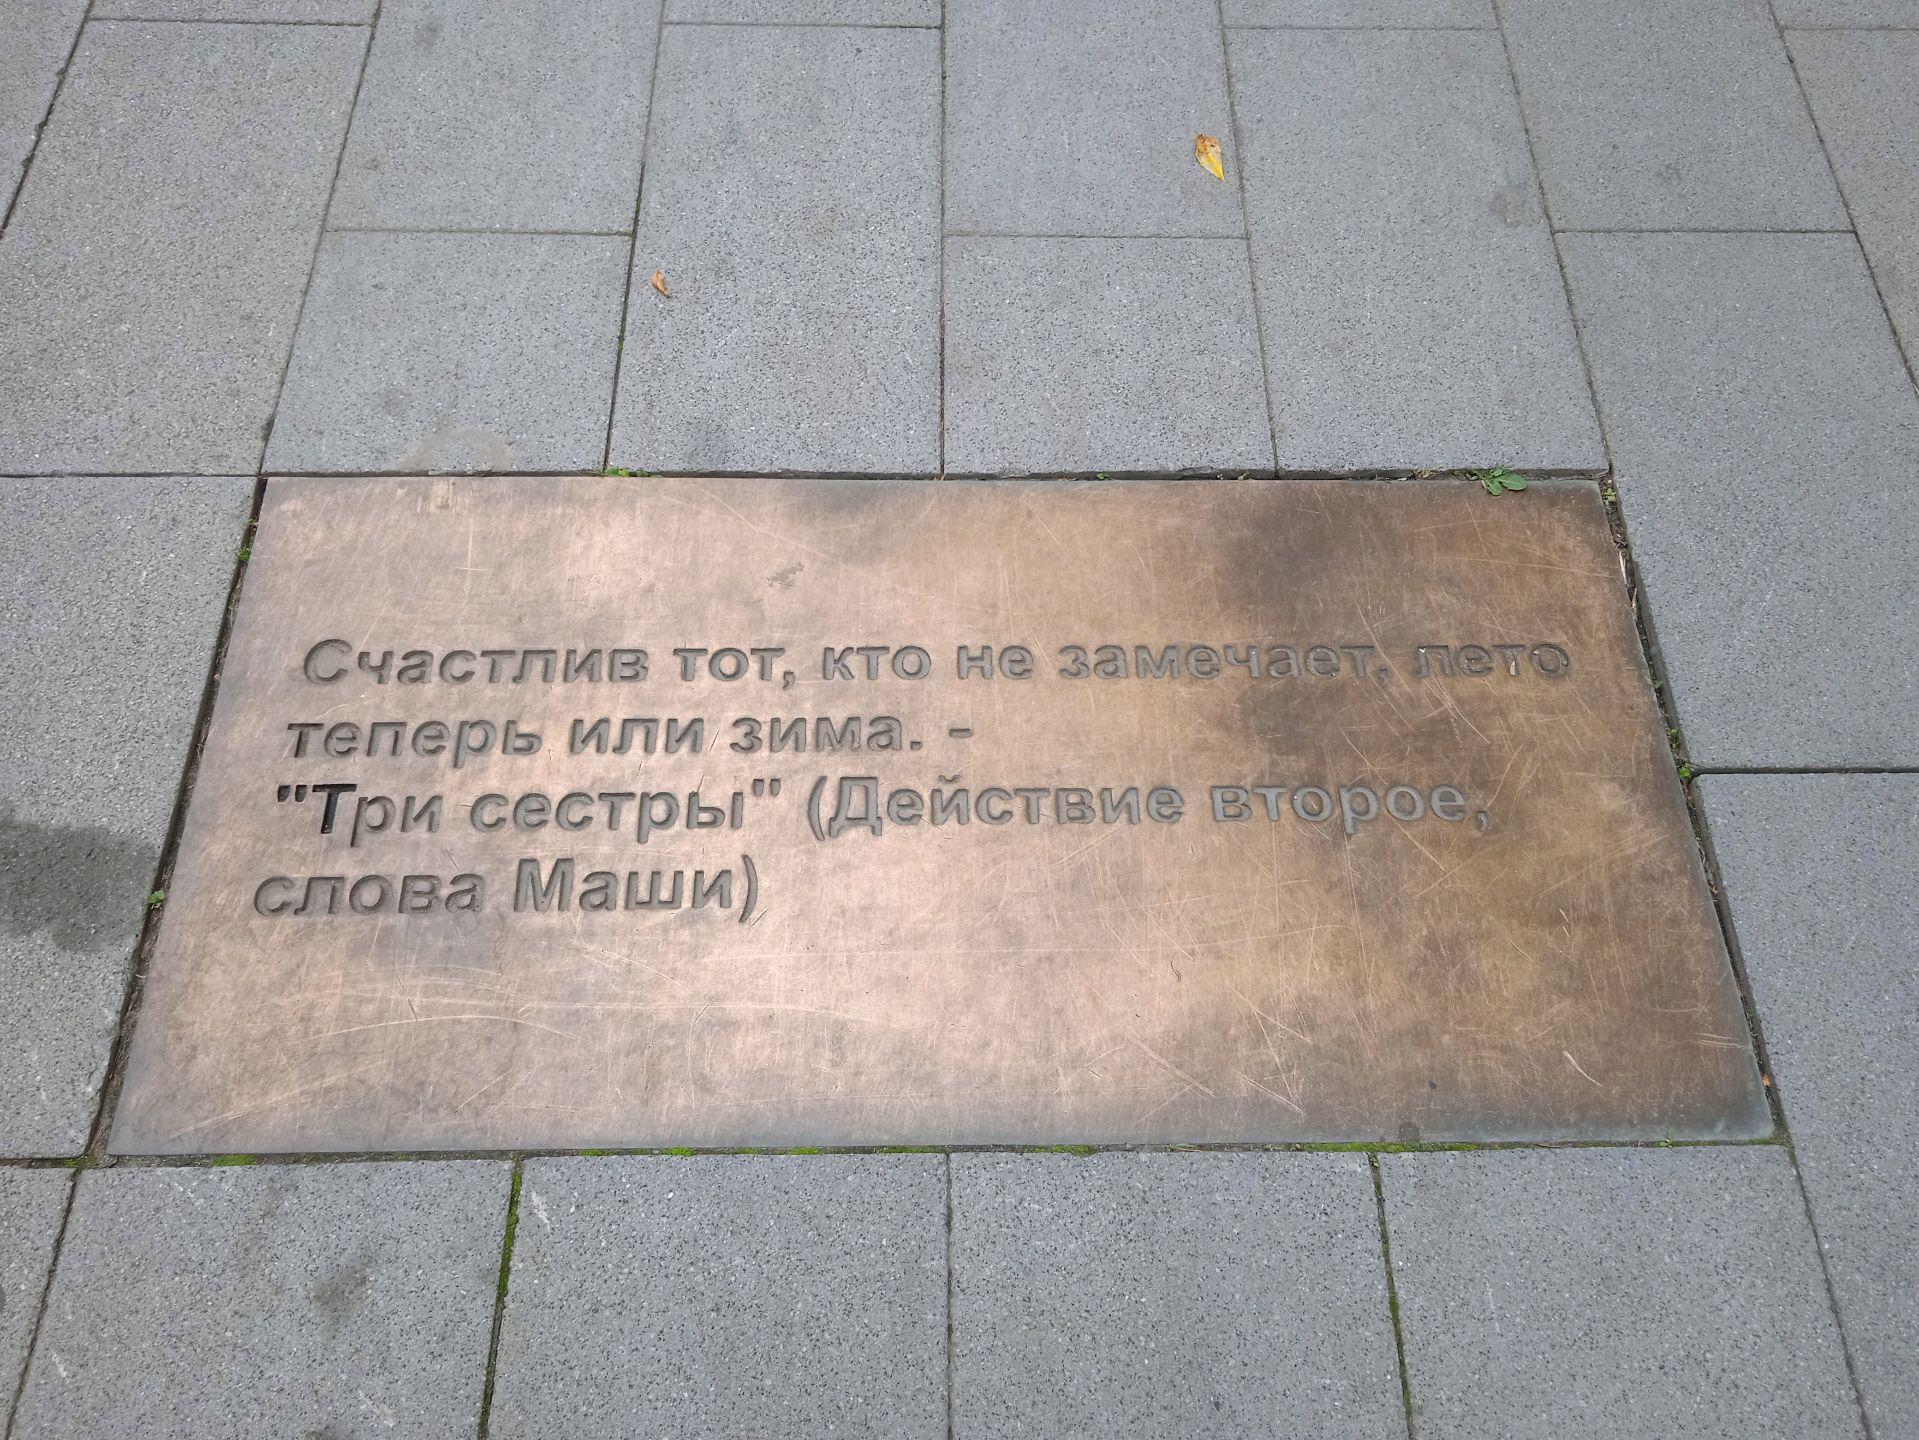 Счастлив тот, кто не замечает, лето
теперь или зима. -
"Три сестры" (Действие второе,
слова Маши)